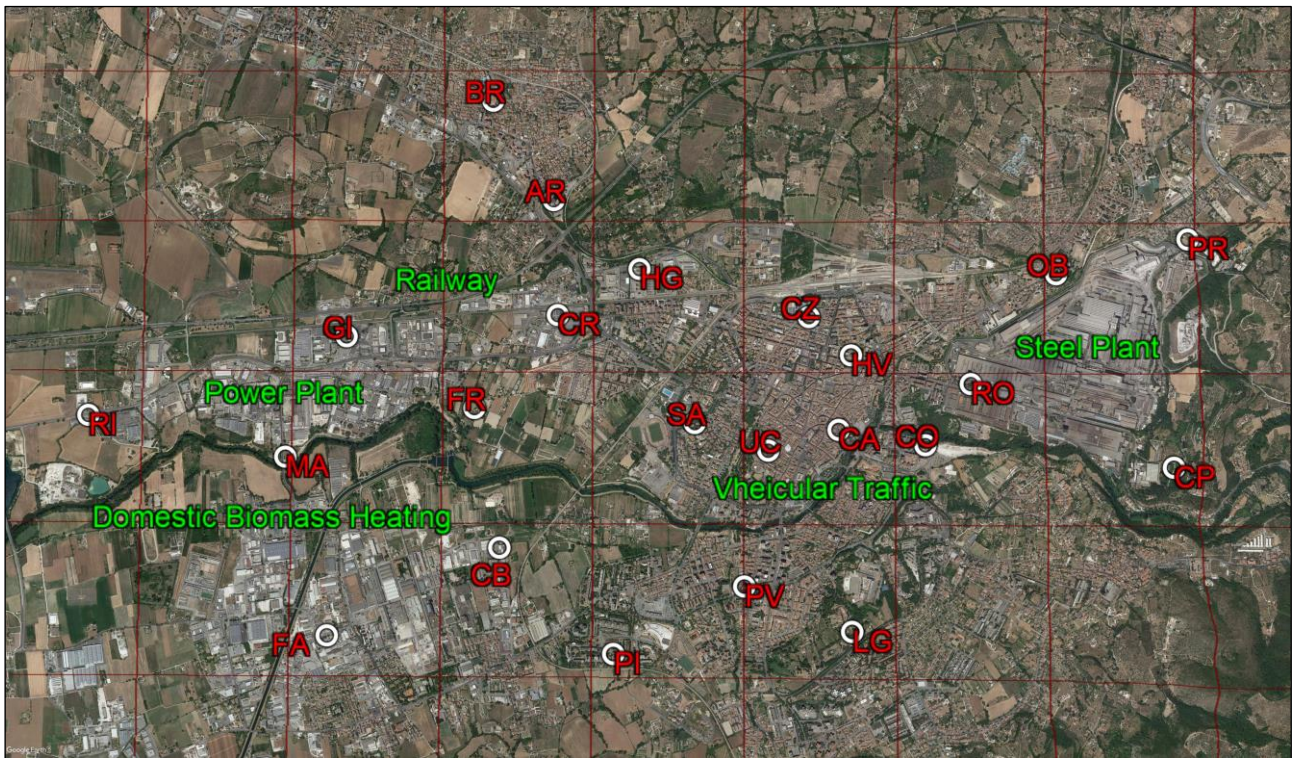 BR
AR
PR
HG
OB
Railway
CZ
CR
GI
Steel Plant
HV
Power Plant
RO
FR
RI
SA
UC
CA
CO
MA
CP
Vheicular Traffic
Domestic Biomass Heating
CB
PV
FA
LG
PI
Google Earth